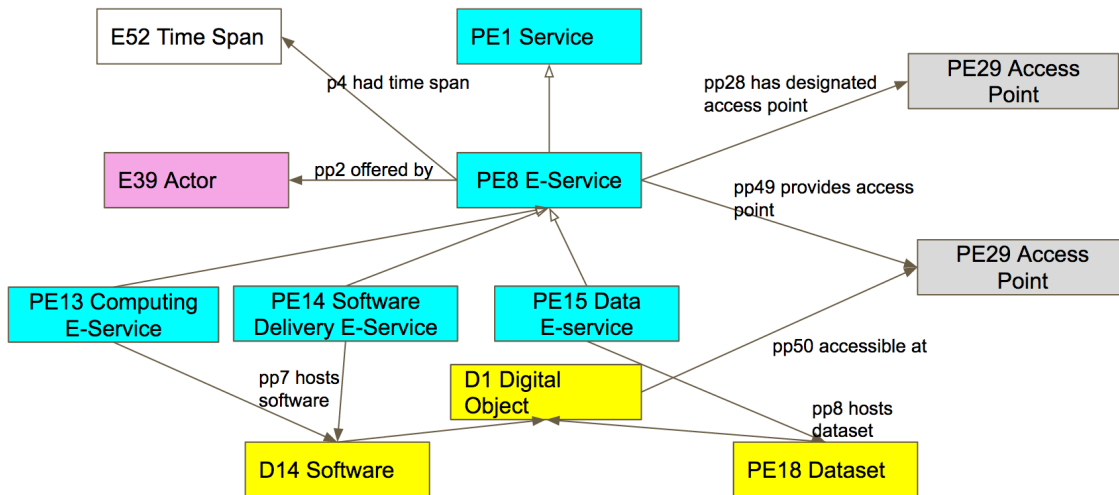 E52 Time Span
PE1 Service
p4 had time span
pp28 has designated
access point
PE29 Access
Point
E39 Actor
pp2 offered by
PE8 E-Service
pp49 provides access
point
PE29 Access
Point
PE13 Computing
E-Service
PE14 Software
Delivery E-Service
PE15 Data
E-service
pp50 accessible at
pp7 hosts
software
D1 Digital
Object
pp8 hosts
dataset
D14 Software
PE18 Dataset